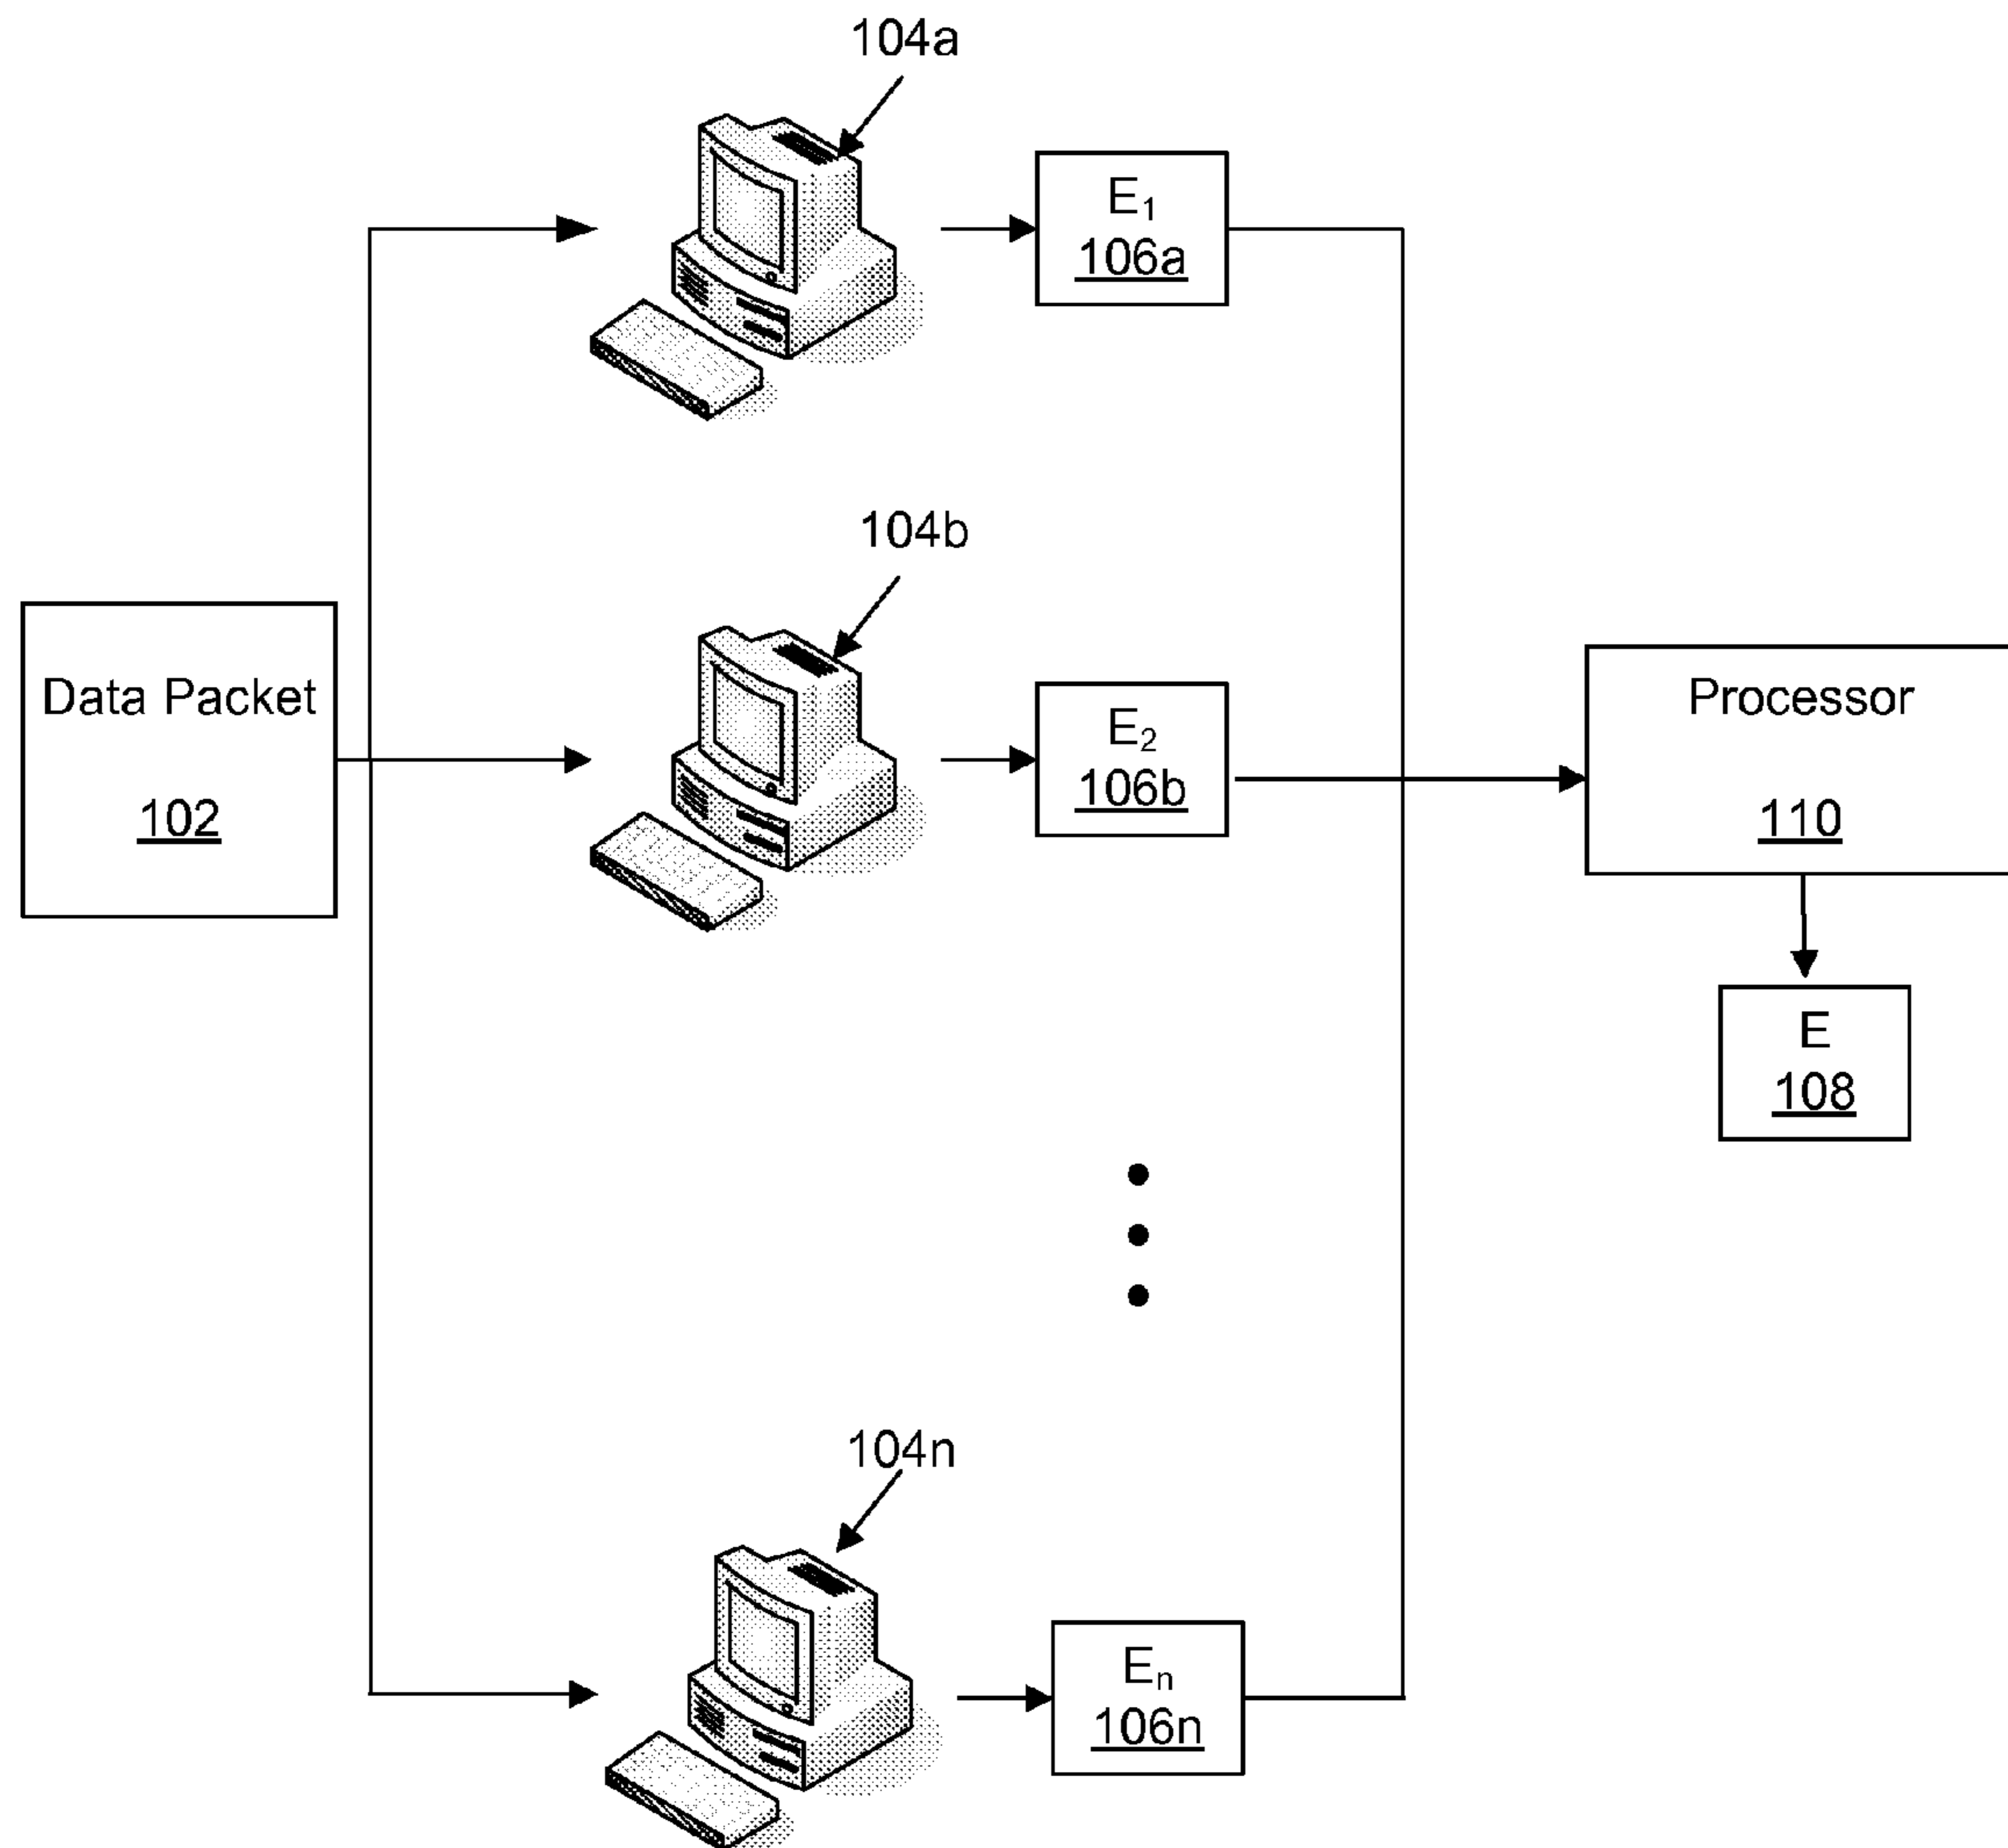 104a
E₁
106a
104b
Data Packet
102
E₂
106b
Processor
110
E
108
104n
Eₙ
106n